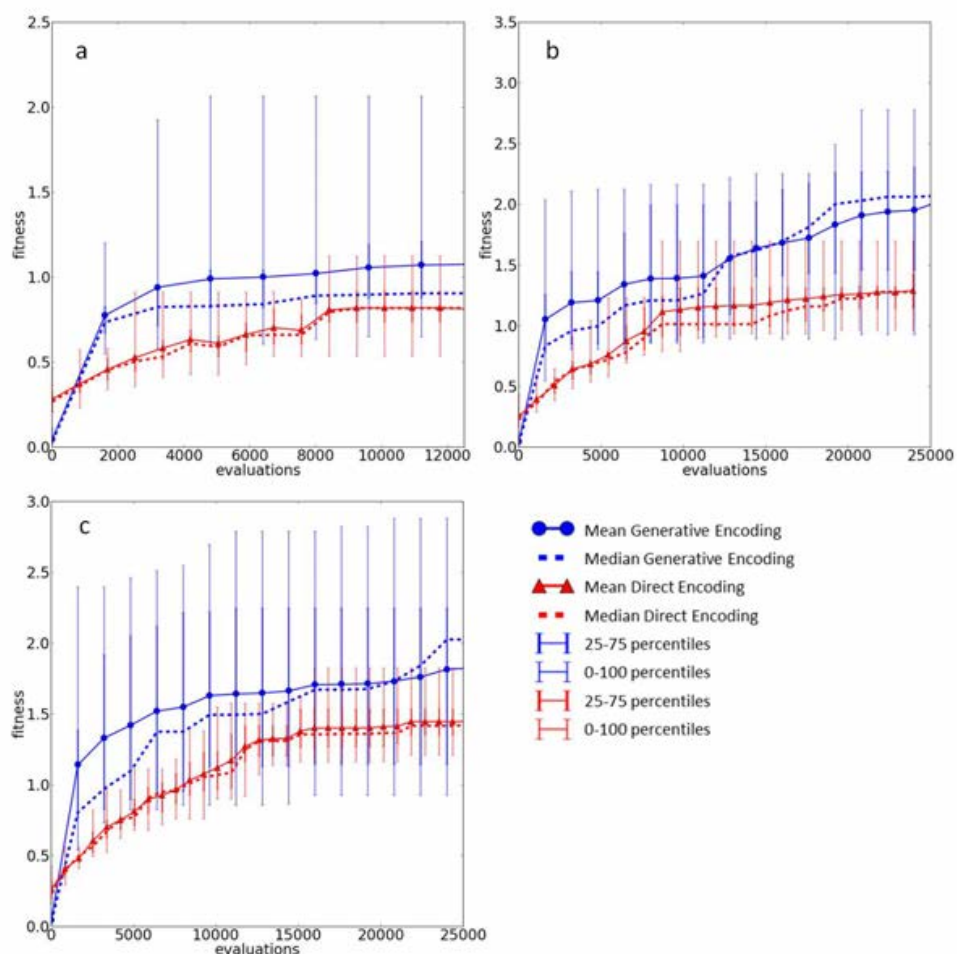 a
2.5
2.0
1.5
1.0
0.5
0.0
fitness
0 2000 4000 6000 8000 10000 12000
evaluations
b
3.5
3.0
2.5
2.0
1.5
1.0
0.5
0.0
fitness
0 5000 10000 15000 20000 25000
evaluations
c
3.0
2.5
2.0
1.5
1.0
0.5
0.0
fitness
0 5000 10000 15000 20000 25000
evaluations
Mean Generative Encoding
Median Generative Encoding
Mean Direct Encoding
Median Direct Encoding
25-75 percentiles
0-100 percentiles
25-75 percentiles
0-100 percentiles